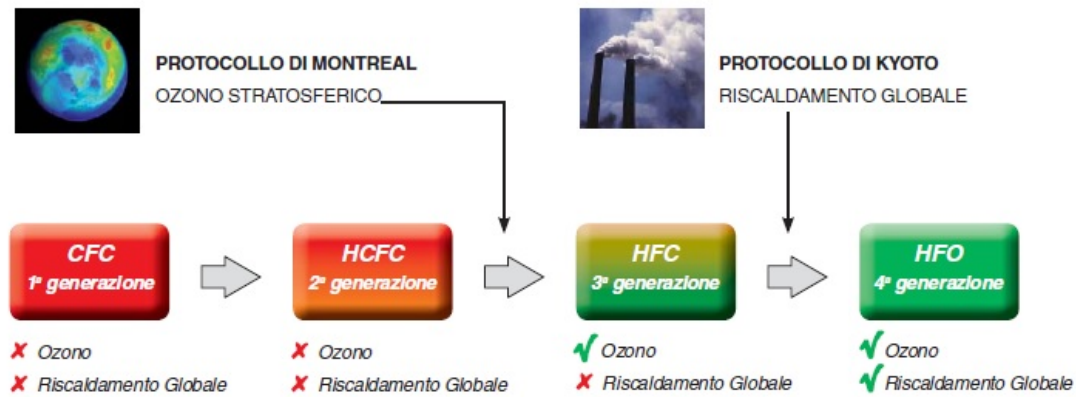 PROTOCOLLO DI MONTREAL
OZONO STRATOSFERICO
PROTOCOLLO DI KYOTO
RISCALDAMENTO GLOBALE
CFC
1ª generazione
HCFC
2ª generazione
HFC
3ª generazione
HFO
4ª generazione
✘ Ozono
✘ Riscaldamento Globale
✘ Ozono
✘ Riscaldamento Globale
√ Ozono
✘ Riscaldamento Globale
√ Ozono
√ Riscaldamento Globale